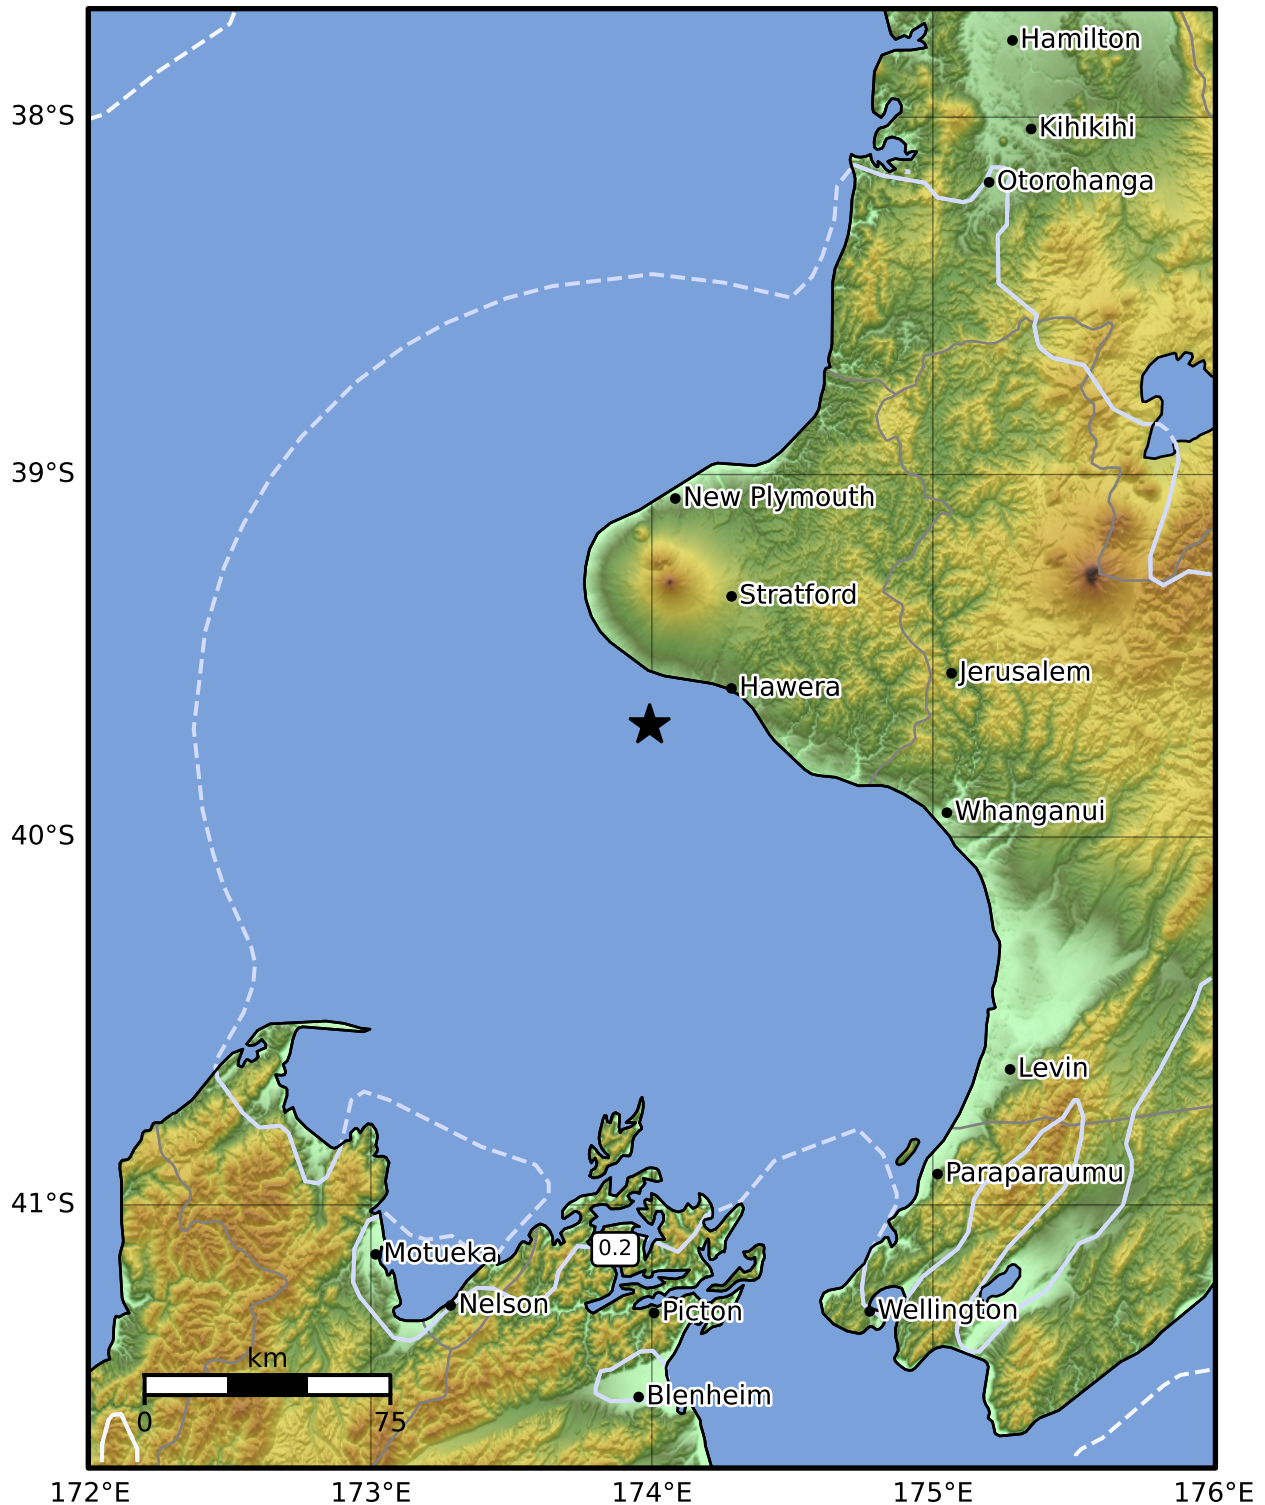 Hamilton
38°S
Kihikihi
Otorohanga
39°S
New Plymouth
Stratford
Jerusalem
Hawera
Whanganui
40°S
Levin
Paraparaumu
41°S
0.2
Motueka
Nelson
Picton
Wellington
km
0
75
Blenheim
172°E
173°E
174°E
175°E
176°E